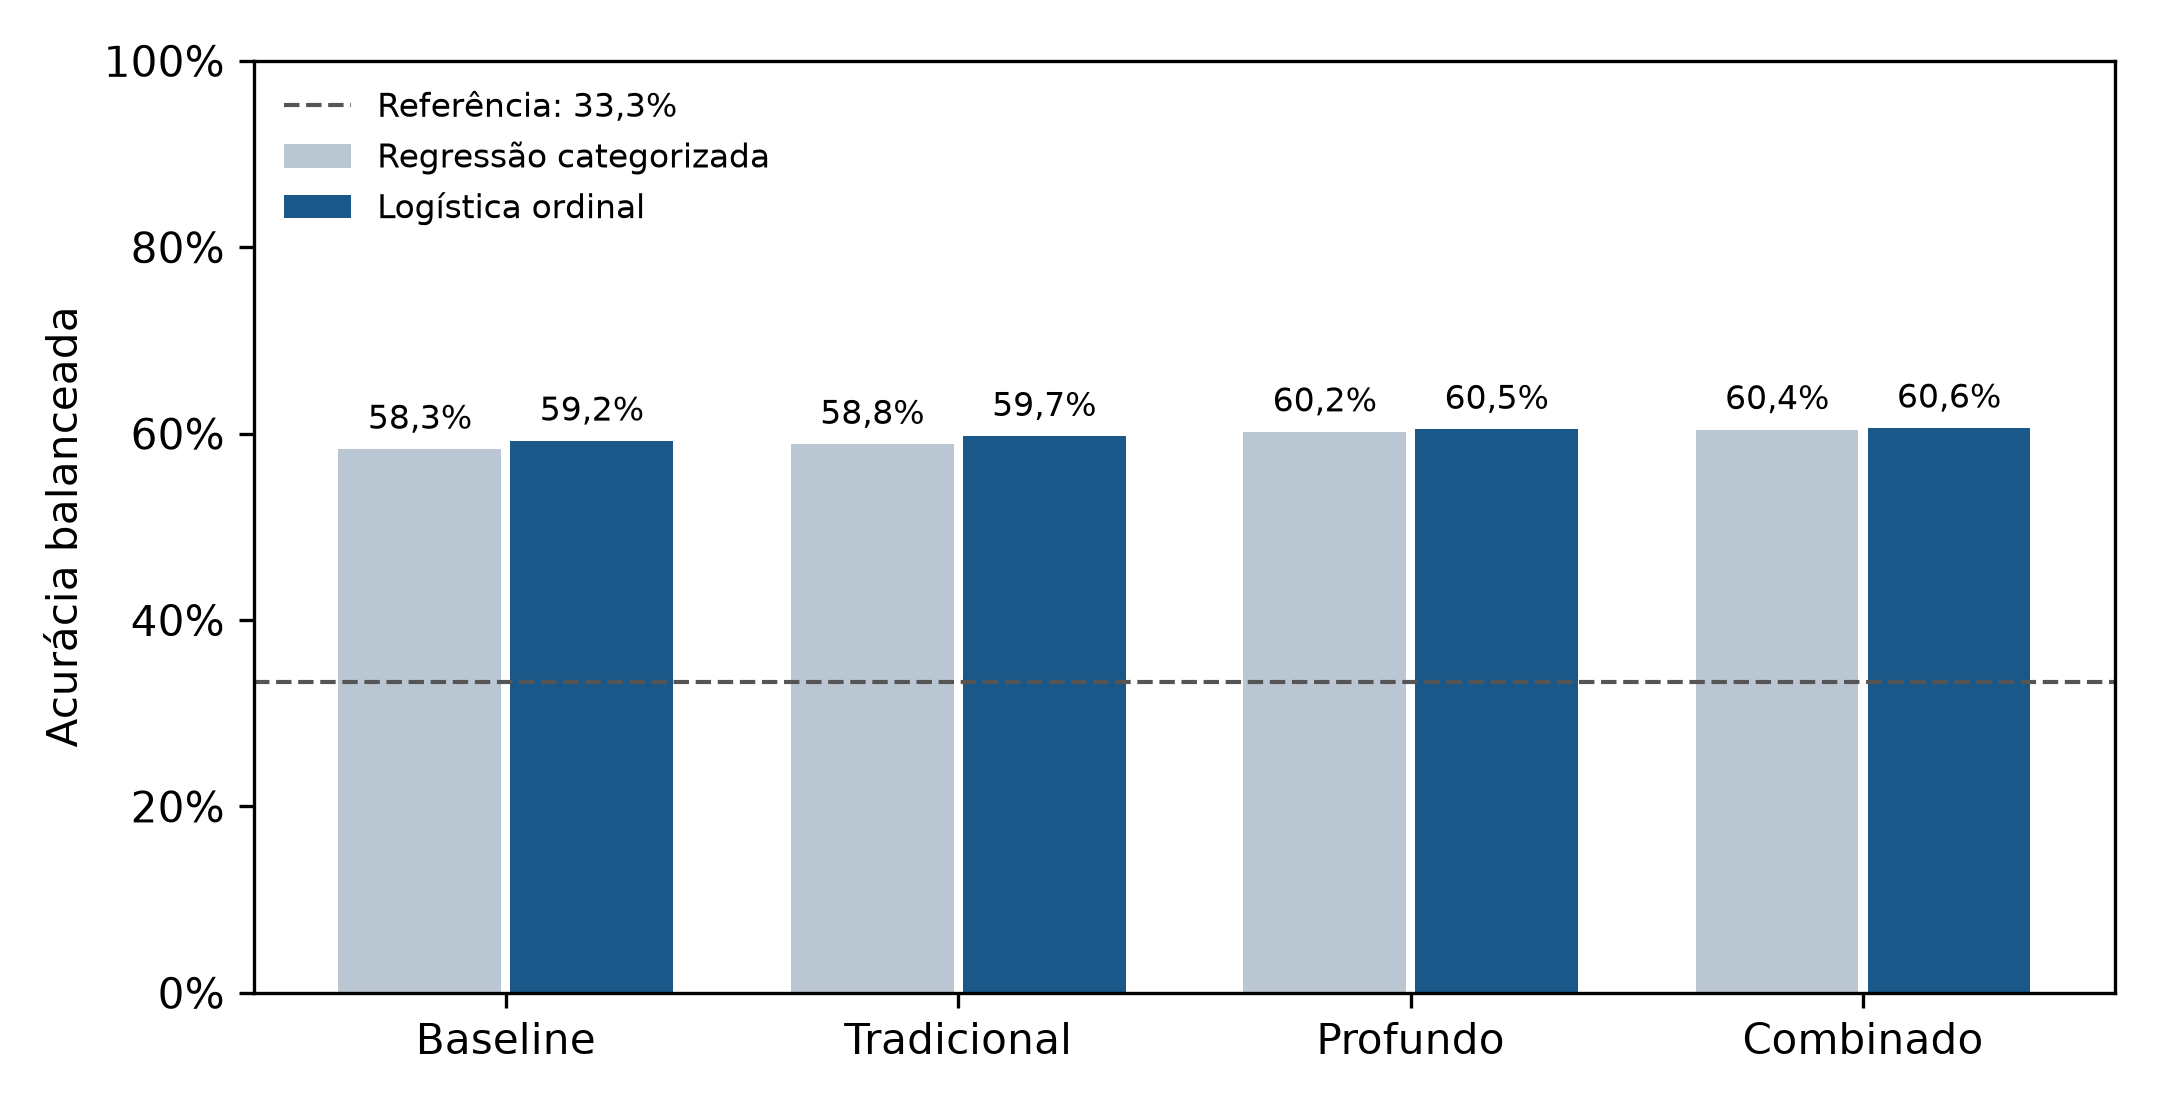 100%
80%
60%
40%
20%
0%
Acurácia balanceada
Referência: 33,3%
Regressão categorizada
Logística ordinal
58,3%
59,2%
58,8%
59,7%
60,2%
60,5%
60,4%
60,6%
Baseline
Tradicional
Profundo
Combinado